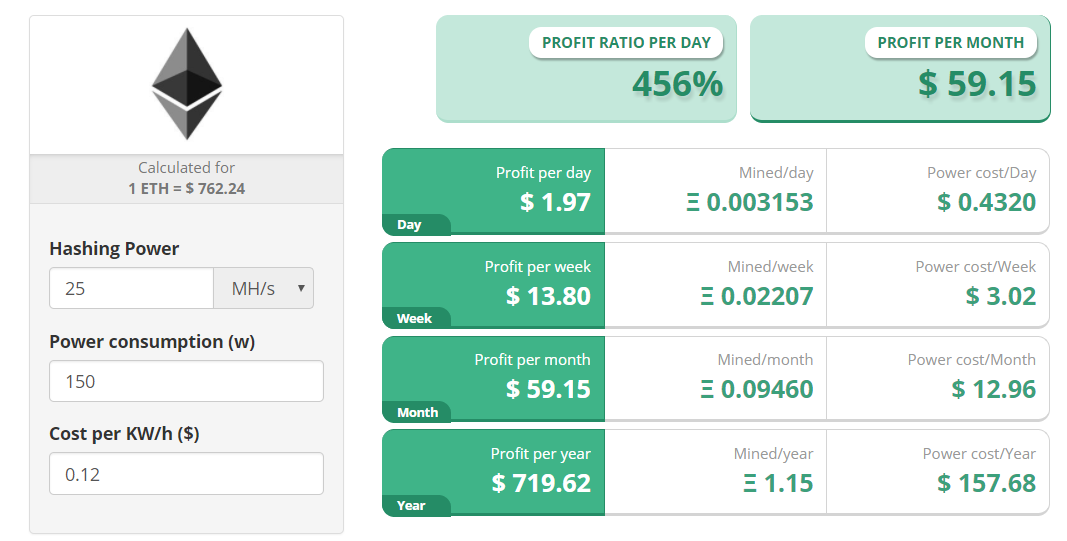 Calculated for
1 ETH = $ 762.24
Hashing Power
25 MH/s
Power consumption (w)
150
Cost per KW/h ($)
0.12
PROFIT RATIO PER DAY
456%
PROFIT PER MONTH
$ 59.15
Profit per day
$ 1.97
Day
Mined/day
Ξ 0.003153
Power cost/Day
$ 0.4320
Profit per week
$ 13.80
Week
Mined/week
Ξ 0.02207
Power cost/Week
$ 3.02
Profit per month
$ 59.15
Month
Mined/month
Ξ 0.09460
Power cost/Month
$ 12.96
Profit per year
$ 719.62
Year
Mined/year
Ξ 1.15
Power cost/Year
$ 157.68